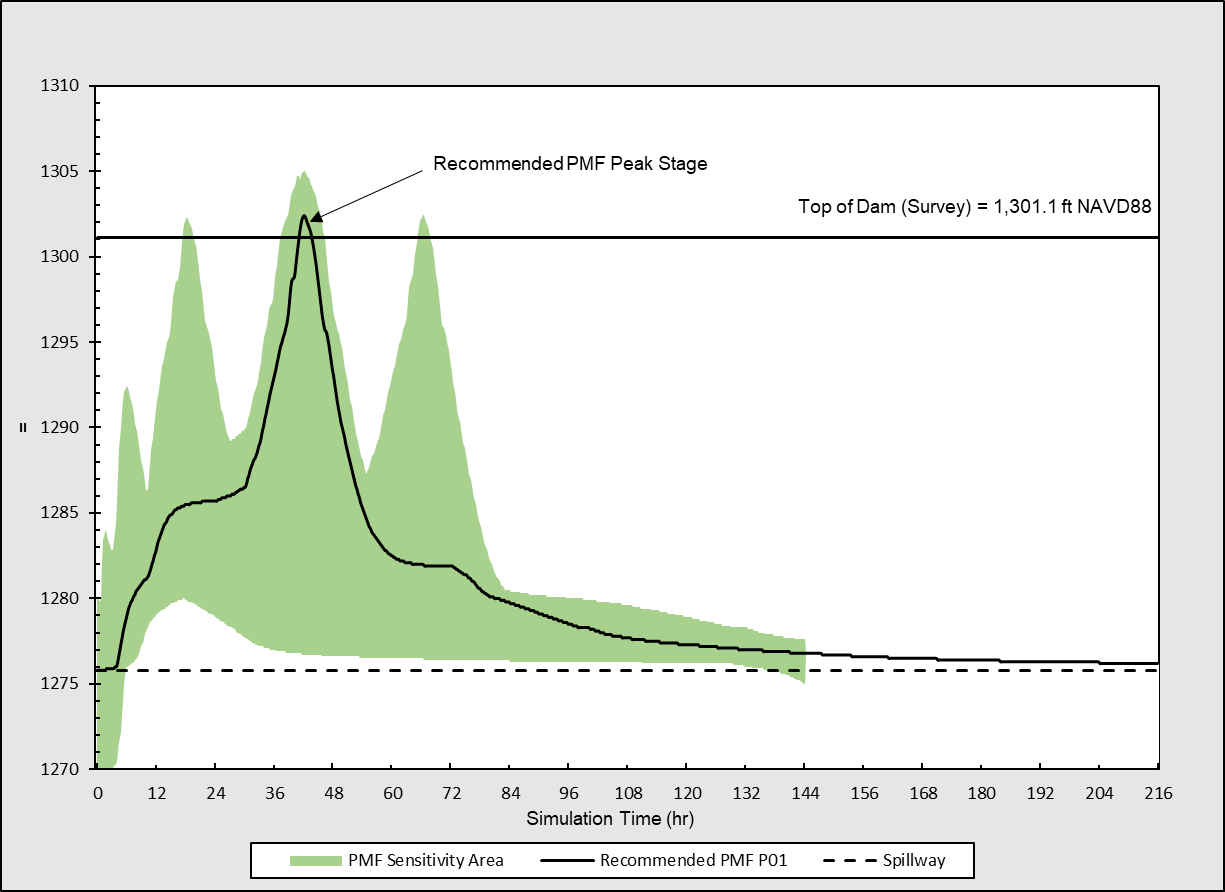 1310
1305
1300
1295
1290
1285
1280
1275
1270
Recommended PMF Peak Stage
Top of Dam (Survey) = 1,301.1 ft NAVD88
0 12 24 36 48 60 72 84 96 108 120 132 144 156 168 180 192 204 216
Simulation Time (hr)
PMF Sensitivity Area Recommended PMF P01 Spillway